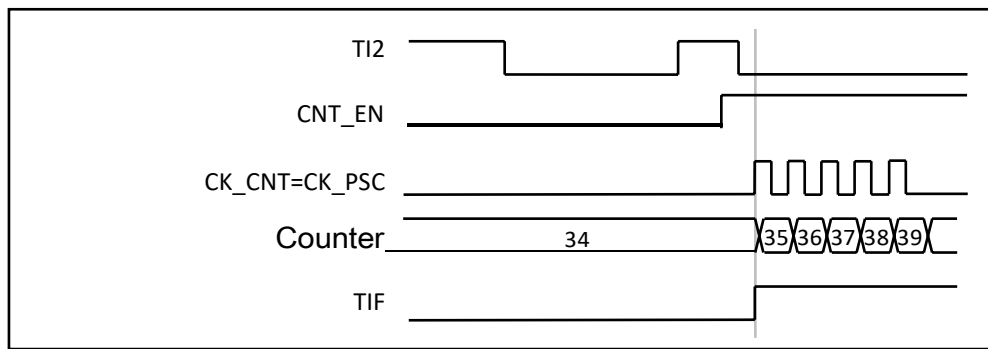 TI2
CNT_EN
CK_CNT=CK_PSC
Counter 34 35 36 37 38 39
TIF